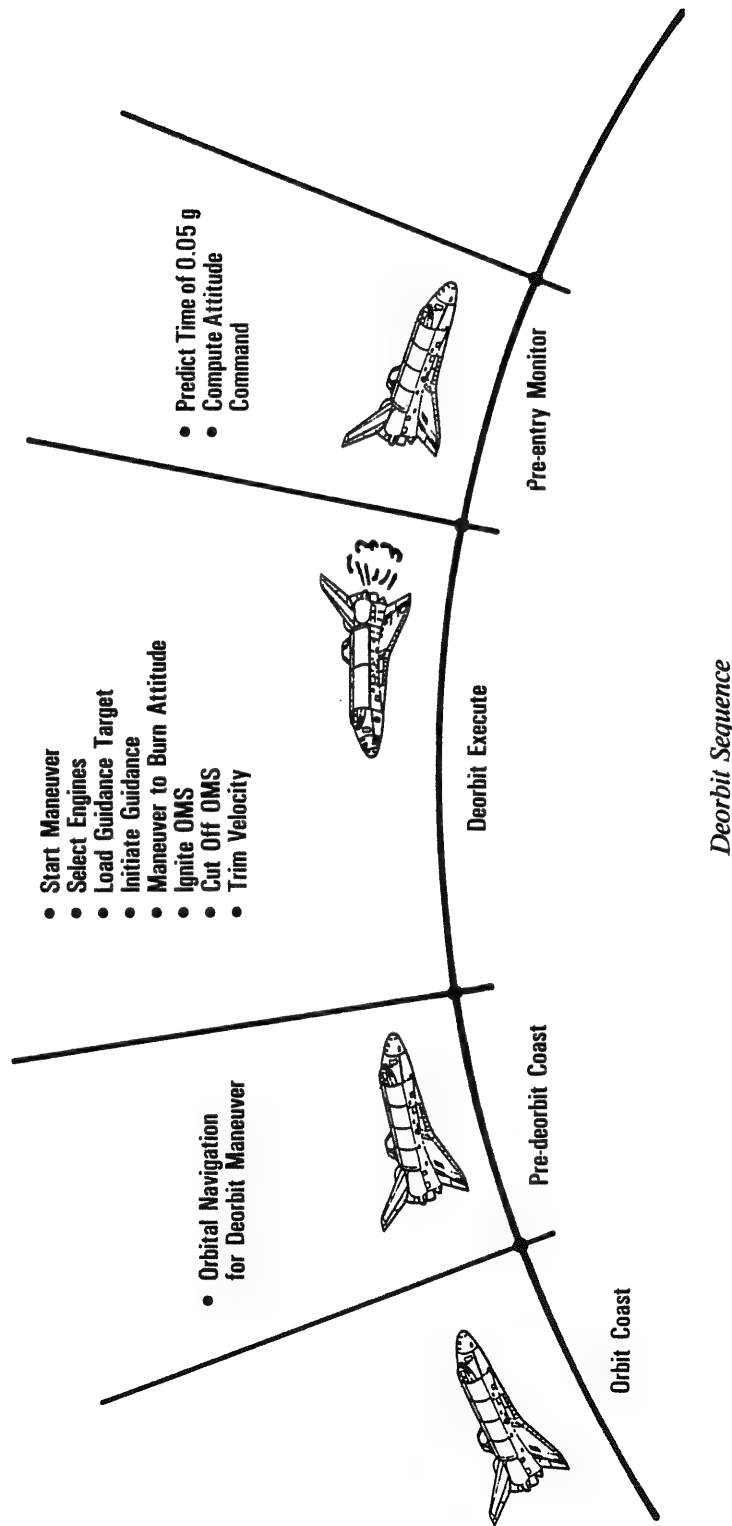 • Orbital Navigation
for Deorbit Maneuver
• Start Maneuver
• Select Engines
• Load Guidance Target
• Initiate Guidance
• Maneuver to Burn Attitude
• Ignite OMS
• Cut Off OMS
• Trim Velocity
• Predict Time of 0.05 g
• Compute Attitude
Command
Orbit Coast
Pre-deorbit Coast
Deorbit Execute
Pre-entry Monitor
Deorbit Sequence